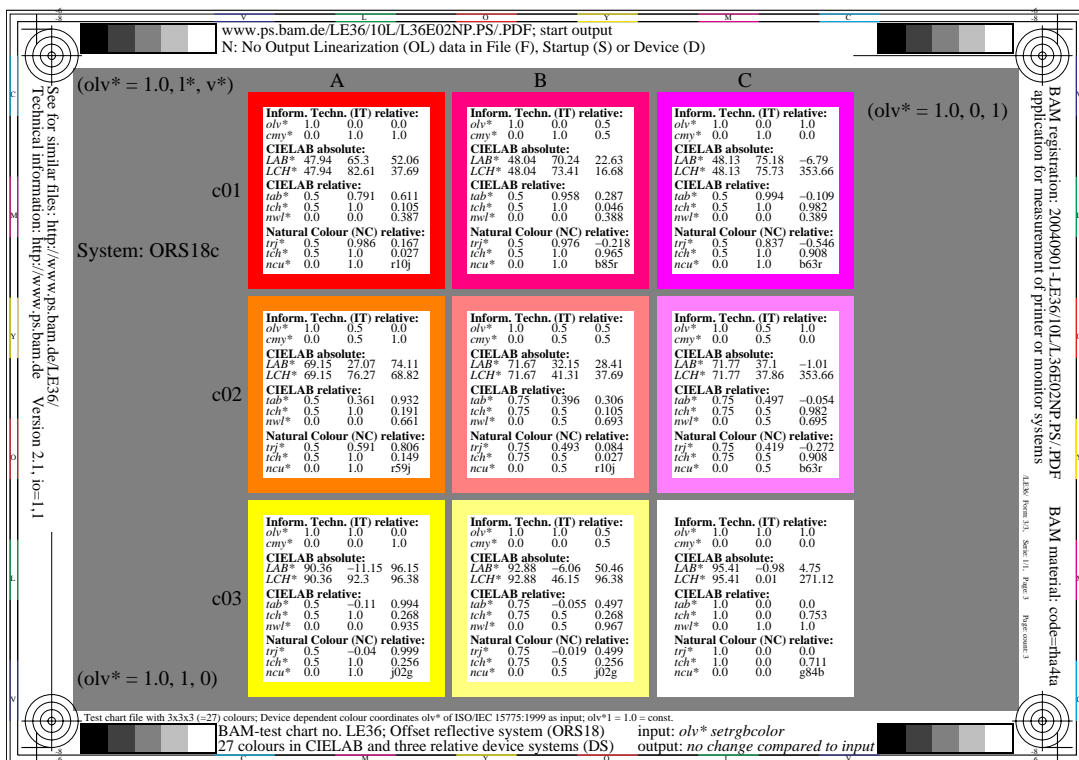 www.ps.bam.de/LE36/10L/L36E02NP.PS/.PDF; start output
N: No Output Linearization (OL) data in File (F), Startup (S) or Device (D)
(olv* = 1.0, l*, v*)
A
B
C
(olv* = 1.0, 0, 1)
c01
Inform. Techn. (IT) relative:
olv* 1.0 0.0 0.0
cmy* 0.0 1.0 1.0
CIELAB absolute:
LAB* 47.94 65.3 52.06
LCH* 47.94 82.61 37.69
CIELAB relative:
tab* 0.5 0.791 0.611
tch* 0.5 1.0 0.105
nwl* 0.0 0.0 0.387
Natural Colour (NC) relative:
trj* 0.5 0.986 0.167
tch* 0.5 1.0 0.027
ncu* 0.0 1.0 r10j
Inform. Techn. (IT) relative:
olv* 1.0 0.0 0.5
cmy* 0.0 1.0 0.5
CIELAB absolute:
LAB* 48.04 70.24 22.63
LCH* 48.04 73.41 16.68
CIELAB relative:
tab* 0.5 0.958 0.287
tch* 0.5 1.0 0.046
nwl* 0.0 0.0 0.388
Natural Colour (NC) relative:
trj* 0.5 0.976 −0.218
tch* 0.5 1.0 0.965
ncu* 0.0 1.0 b85r
Inform. Techn. (IT) relative:
olv* 1.0 0.0 1.0
cmy* 0.0 1.0 0.0
CIELAB absolute:
LAB* 48.13 75.18 −6.79
LCH* 48.13 75.73 353.66
CIELAB relative:
tab* 0.5 0.994 −0.109
tch* 0.5 1.0 0.982
nwl* 0.0 0.0 0.389
Natural Colour (NC) relative:
trj* 0.5 0.837 −0.546
tch* 0.5 1.0 0.908
ncu* 0.0 1.0 b63r
System: ORS18c
c02
Inform. Techn. (IT) relative:
olv* 1.0 0.5 0.0
cmy* 0.0 0.5 1.0
CIELAB absolute:
LAB* 69.15 27.07 74.11
LCH* 69.15 76.27 68.82
CIELAB relative:
tab* 0.5 0.361 0.932
tch* 0.5 1.0 0.191
nwl* 0.0 0.0 0.661
Natural Colour (NC) relative:
trj* 0.5 0.591 0.806
tch* 0.5 1.0 0.149
ncu* 0.0 1.0 r59j
Inform. Techn. (IT) relative:
olv* 1.0 0.5 0.5
cmy* 0.0 0.5 0.5
CIELAB absolute:
LAB* 71.67 32.15 28.41
LCH* 71.67 41.31 37.69
CIELAB relative:
tab* 0.75 0.396 0.306
tch* 0.75 0.5 0.105
nwl* 0.0 0.5 0.693
Natural Colour (NC) relative:
trj* 0.75 0.493 0.084
tch* 0.75 0.5 0.027
ncu* 0.0 0.5 r10j
Inform. Techn. (IT) relative:
olv* 1.0 0.5 1.0
cmy* 0.0 0.5 0.0
CIELAB absolute:
LAB* 71.77 37.1 −1.01
LCH* 71.77 37.86 353.66
CIELAB relative:
tab* 0.75 0.497 −0.054
tch* 0.75 0.5 0.982
nwl* 0.0 0.5 0.695
Natural Colour (NC) relative:
trj* 0.75 0.419 −0.272
tch* 0.75 0.5 0.908
ncu* 0.0 0.5 b63r
c03
Inform. Techn. (IT) relative:
olv* 1.0 1.0 0.0
cmy* 0.0 0.0 1.0
CIELAB absolute:
LAB* 90.36 −11.15 96.15
LCH* 90.36 92.3 96.38
CIELAB relative:
tab* 0.5 −0.11 0.994
tch* 0.5 1.0 0.268
nwl* 0.0 0.0 0.935
Natural Colour (NC) relative:
trj* 0.5 −0.04 0.999
tch* 0.5 1.0 0.256
ncu* 0.0 1.0 j02g
Inform. Techn. (IT) relative:
olv* 1.0 1.0 0.5
cmy* 0.0 0.0 0.5
CIELAB absolute:
LAB* 92.88 −6.06 50.46
LCH* 92.88 46.15 96.38
CIELAB relative:
tab* 0.75 −0.055 0.497
tch* 0.75 0.5 0.268
nwl* 0.0 0.5 0.967
Natural Colour (NC) relative:
trj* 0.75 −0.019 0.499
tch* 0.75 0.5 0.256
ncu* 0.0 0.5 j02g
Inform. Techn. (IT) relative:
olv* 1.0 1.0 1.0
cmy* 0.0 0.0 0.0
CIELAB absolute:
LAB* 95.41 −0.98 4.75
LCH* 95.41 0.01 271.12
CIELAB relative:
tab* 1.0 0.0 0.0
tch* 1.0 0.0 0.753
nwl* 0.0 1.0 1.0
Natural Colour (NC) relative:
trj* 1.0 0.0 0.0
tch* 1.0 0.0 0.711
ncu* 0.0 0.0 g84b
(olv* = 1.0, 1, 0)
Test chart file with 3x3x3 (=27) colours; Device dependent colour coordinates olv* of ISO/IEC 15775:1999 as input; olv*1 = 1.0 = const.
BAM-test chart no. LE36; Offset reflective system (ORS18)
27 colours in CIELAB and three relative device systems (DS)
input: olv* setrgbcolor
output: no change compared to input
See for similar files: http://www.ps.bam.de/LE36/
Technical information: http://www.ps.bam.de Version 2.1, io=1,1
BAM registration: 20040901-LE36/10L/L36E02NP.PS/.PDF BAM material: code=rha4ta
application for measurement of printer or monitor systems
/LE36/ Form: 3/3, Serie: 1/1, Page: 3 Page: count: 3